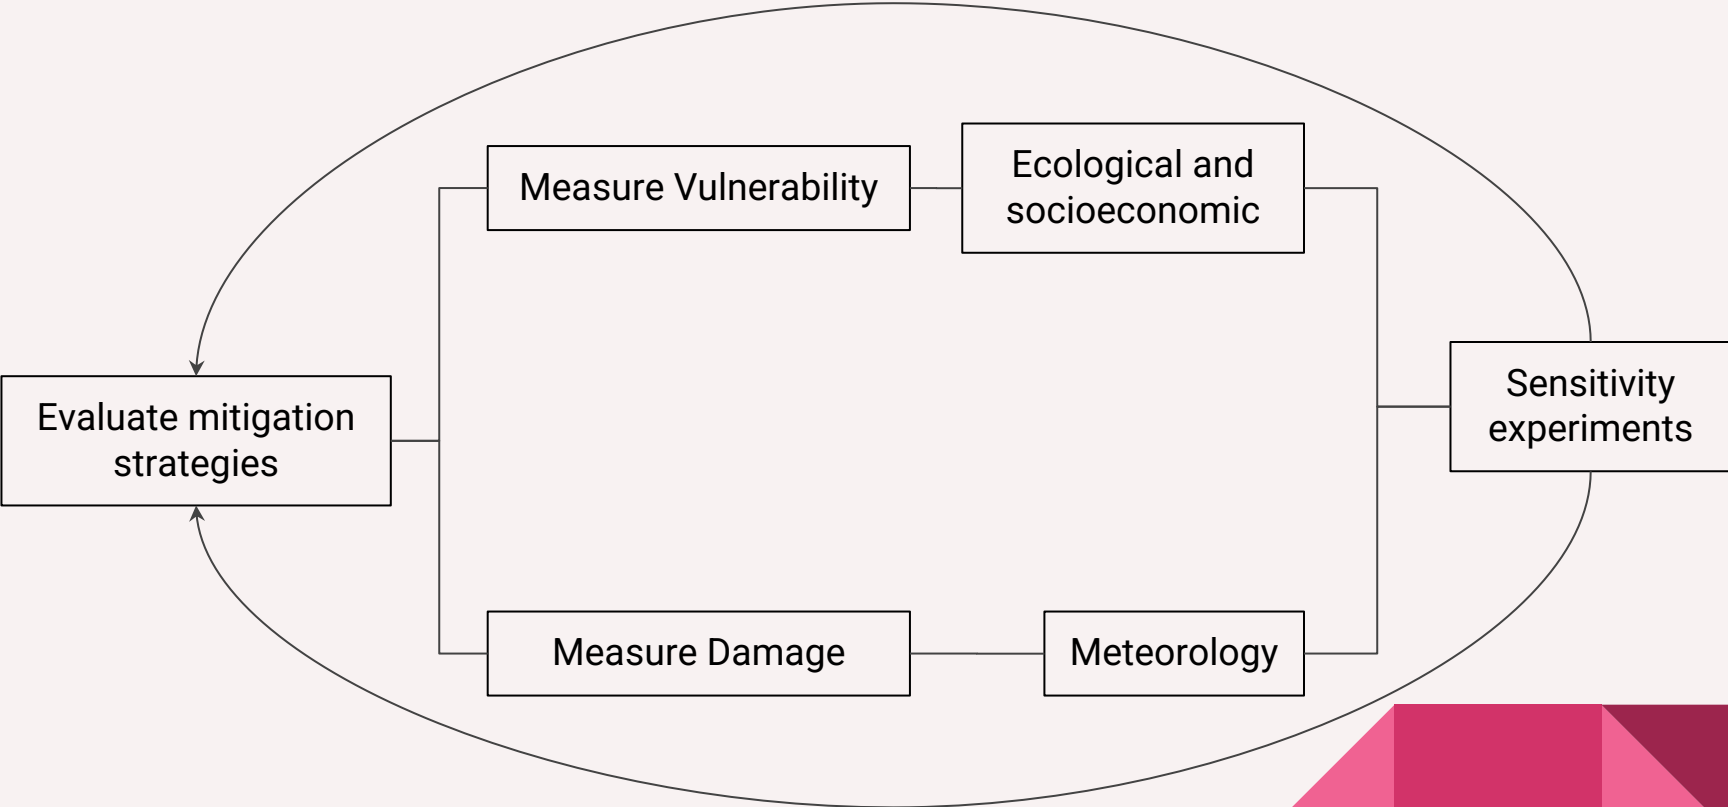 Measure Vulnerability
Ecological and
socioeconomic
Evaluate mitigation
strategies
Sensitivity
experiments
Measure Damage
Meteorology